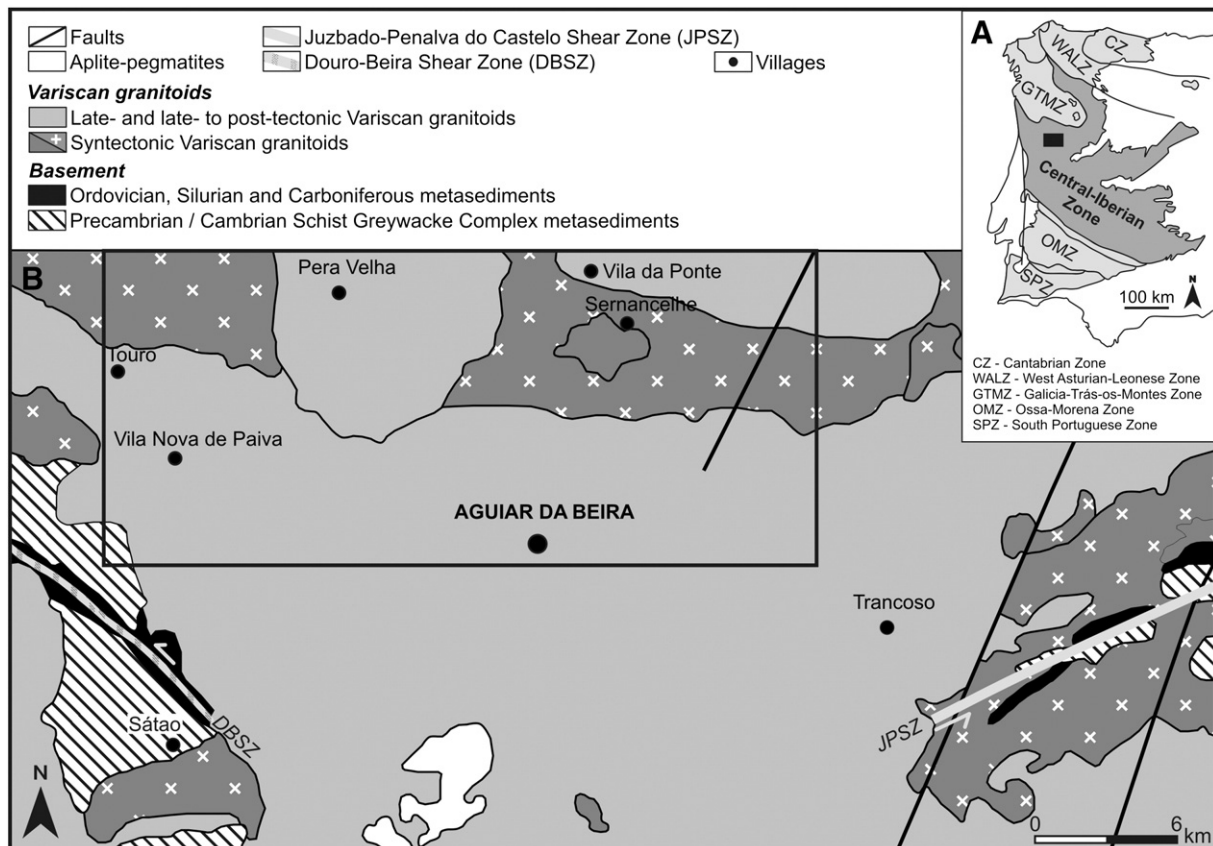 Faults
Aplite-pegmatites
Juzbado-Penalva do Castelo Shear Zone (JPSZ)
Douro-Beira Shear Zone (DBSZ)
Villages
Variscan granitoids
Late- and late- to post-tectonic Variscan granitoids
Syntectonic Variscan granitoids
Basement
Ordovician, Silurian and Carboniferous metasediments
Precambrian / Cambrian Schist Greywacke Complex metasediments
A
CZ
WALZ
GTMZ
Central-Iberian
Zone
OMZ
SPZ
N
100 km
CZ - Cantabrian Zone
WALZ - West Asturian-Leonese Zone
GTMZ - Galicia-Trás-os-Montes Zone
OMZ - Ossa-Morena Zone
SPZ - South Portuguese Zone
B
Pera Velha
Vila da Ponte
Sernancelhe
Touro
Vila Nova de Paiva
AGUIAR DA BEIRA
Trancoso
Sátao
DBSZ
JPSZ
N
0 6
km